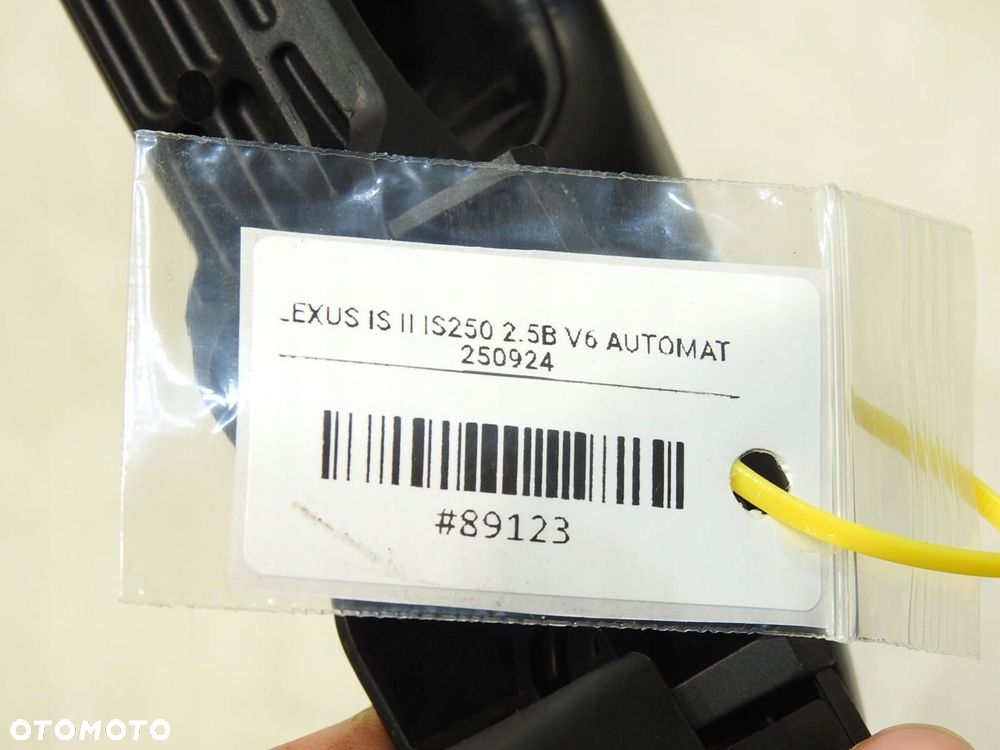 LEXUS IS II IS250 2.5B V6 AUTOMAT
250924
#89123
OTOMOTO